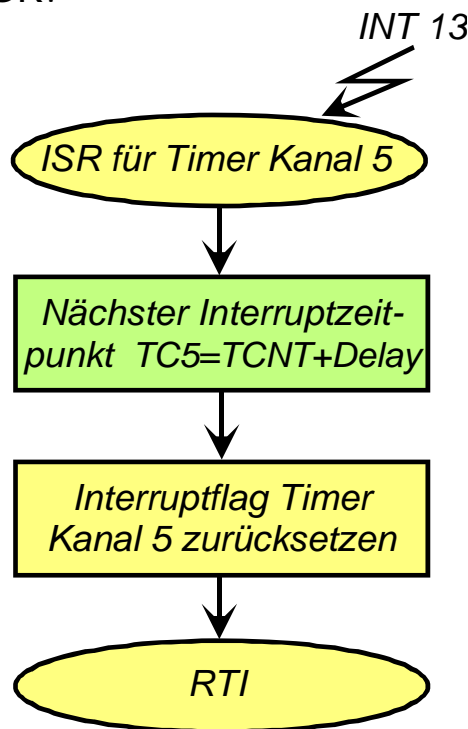 INT 13
ISR für Timer Kanal 5
Nächster Interruptzeit-
punkt TC5=TCNT+Delay
Interruptflag Timer
Kanal 5 zurücksetzen
RTI